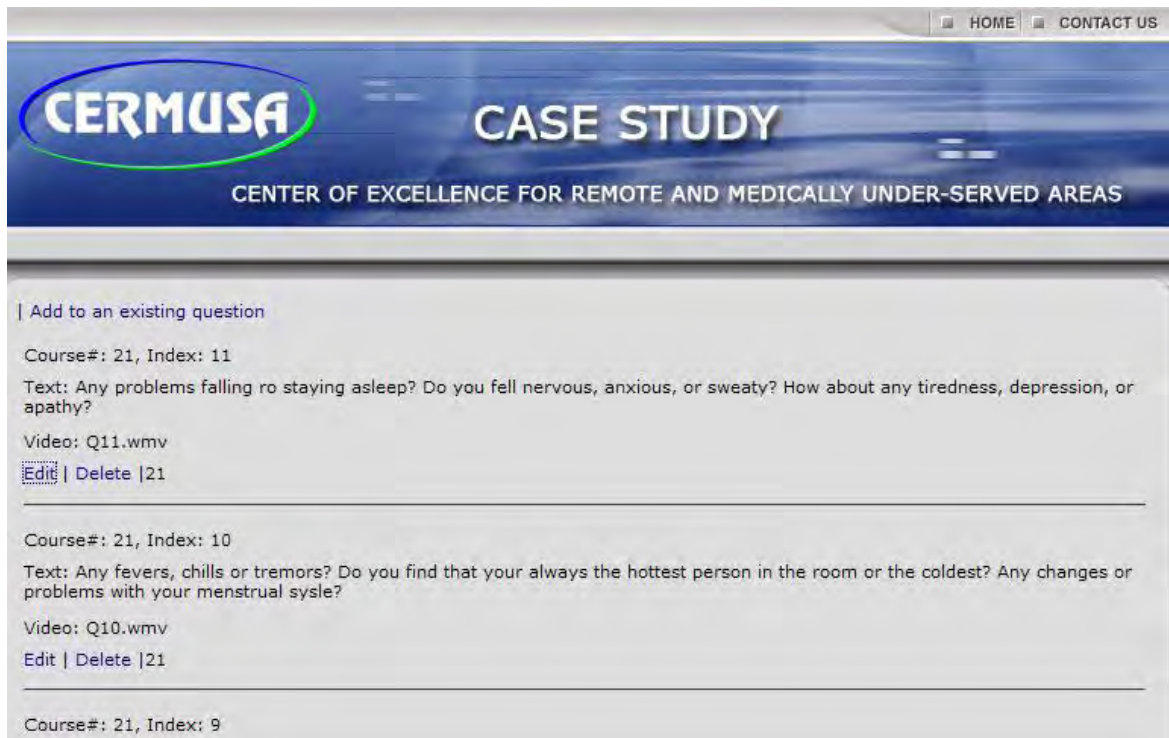 HOME CONTACT US
CERMUSA
CASE STUDY
CENTER OF EXCELLENCE FOR REMOTE AND MEDICALLY UNDER-SERVED AREAS
| Add to an existing question
Course#: 21, Index: 11
Text: Any problems falling ro staying asleep? Do you fell nervous, anxious, or sweaty? How about any tiredness, depression, or
apathy?
Video: Q11.wmv
Edit | Delete |21
Course#: 21, Index: 10
Text: Any fevers, chills or tremors? Do you find that your always the hottest person in the room or the coldest? Any changes or
problems with your menstrual sysle?
Video: Q10.wmv
Edit | Delete |21
Course#: 21, Index: 9